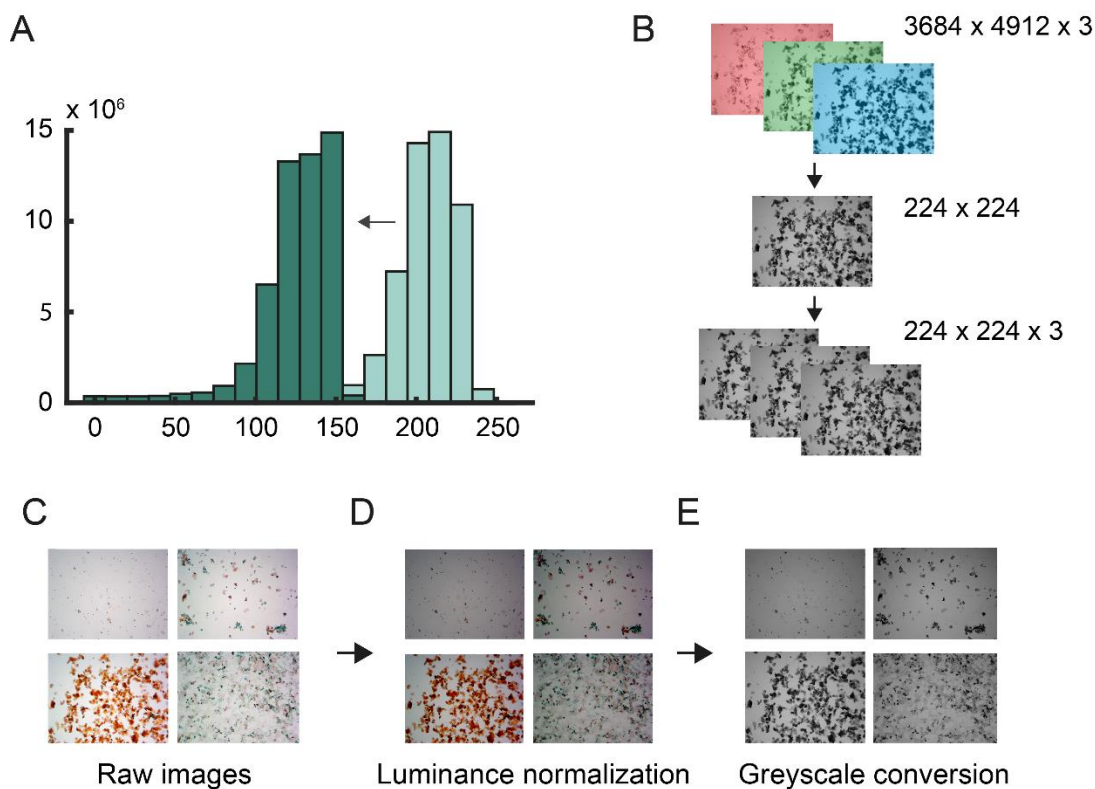 A
x 10⁶
15
10
5
0
0 50 100 150 200 250
B
3684 x 4912 x 3
224 x 224
224 x 224 x 3
C
D
E
Raw images
Luminance normalization
Greyscale conversion